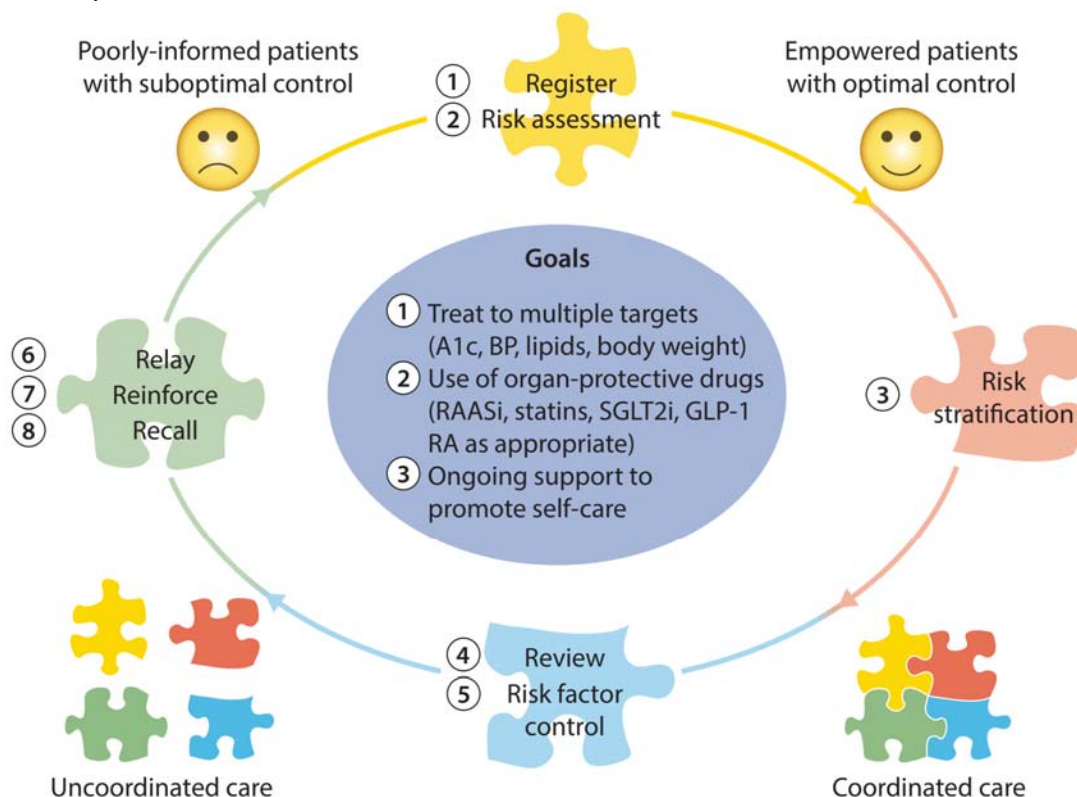 Poorly-informed patients
with suboptimal control
1 Register
2 Risk assessment
Empowered patients
with optimal control
Goals
1 Treat to multiple targets
(A1c, BP, lipids, body weight)
2 Use of organ-protective drugs
(RAASi, statins, SGLT2i, GLP-1
RA as appropriate)
3 Ongoing support to
promote self-care
3 Risk
stratification
6 Relay
7 Reinforce
8 Recall
4 Review
5 Risk factor
control
Uncoordinated care
Coordinated care